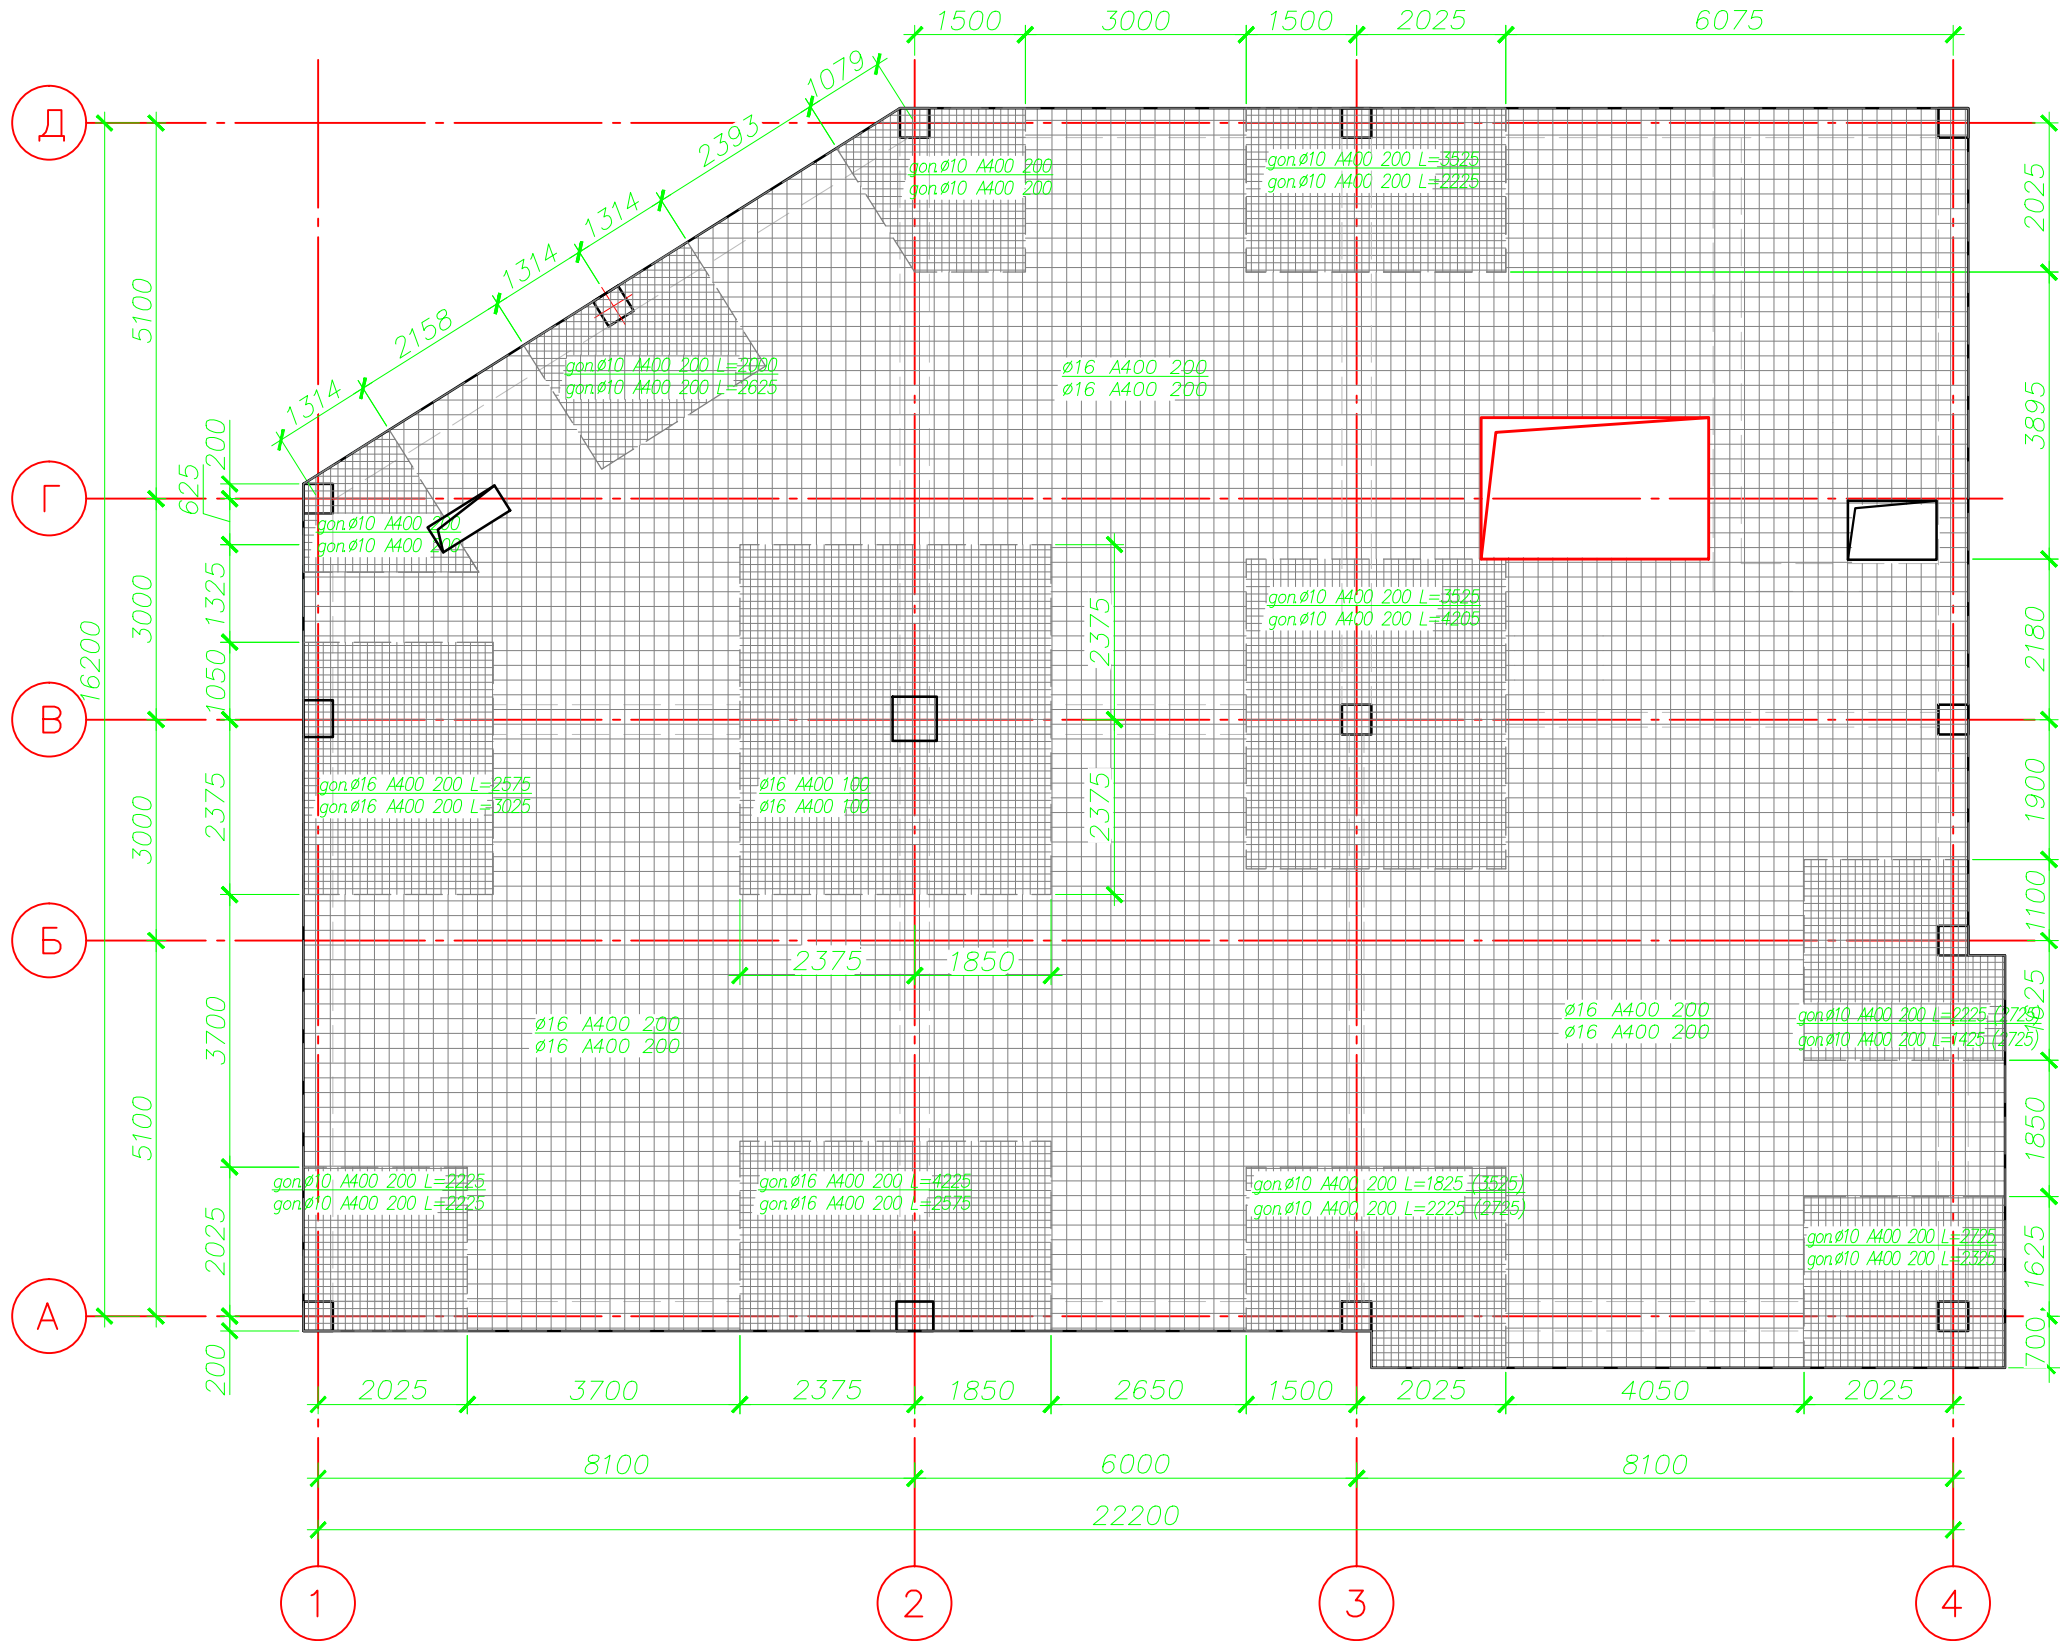 1500 3000 1500 2025 6075
1079
2393
1314
1314
2158
1314
Д
Г
В
Б
А
5100
3000
3000
5100
16200
200
625
1325
1050
2375
3700
2025
200
gon.ø10 A400 200
gon.ø10 A400 200
gon.ø10 A400 200 L=3525
gon.ø10 A400 200 L=2225
gon.ø10 A400 200 L=2000
gon.ø10 A400 200 L=2625
ø16 A400 200
ø16 A400 200
gon.ø10 A400 200
gon.ø10 A400 200
gon.ø10 A400 200 L=3525
gon.ø10 A400 200 L=4205
gon.ø16 A400 200 L=2575
gon.ø16 A400 200 L=3025
ø16 A400 100
ø16 A400 100
2375
2375
2375 1850
ø16 A400 200
ø16 A400 200
ø16 A400 200
ø16 A400 200
gon.ø10 A400 200 L=2225 (2725)
gon.ø10 A400 200 L=1425 (2725)
gon.ø10 A400 200 L=2225
gon.ø10 A400 200 L=2225
gon.ø16 A400 200 L=4225
gon.ø16 A400 200 L=2575
gon.ø10 A400 200 L=1825 (3525)
gon.ø10 A400 200 L=2225 (2725)
gon.ø10 A400 200 L=2725
gon.ø10 A400 200 L=2325
2025
3895
2180
1900
1100
1625
1850
1625
700
2025 3700 2375 1850 2650 1500 2025 4050 2025
8100 6000 8100
22200
1 2 3 4